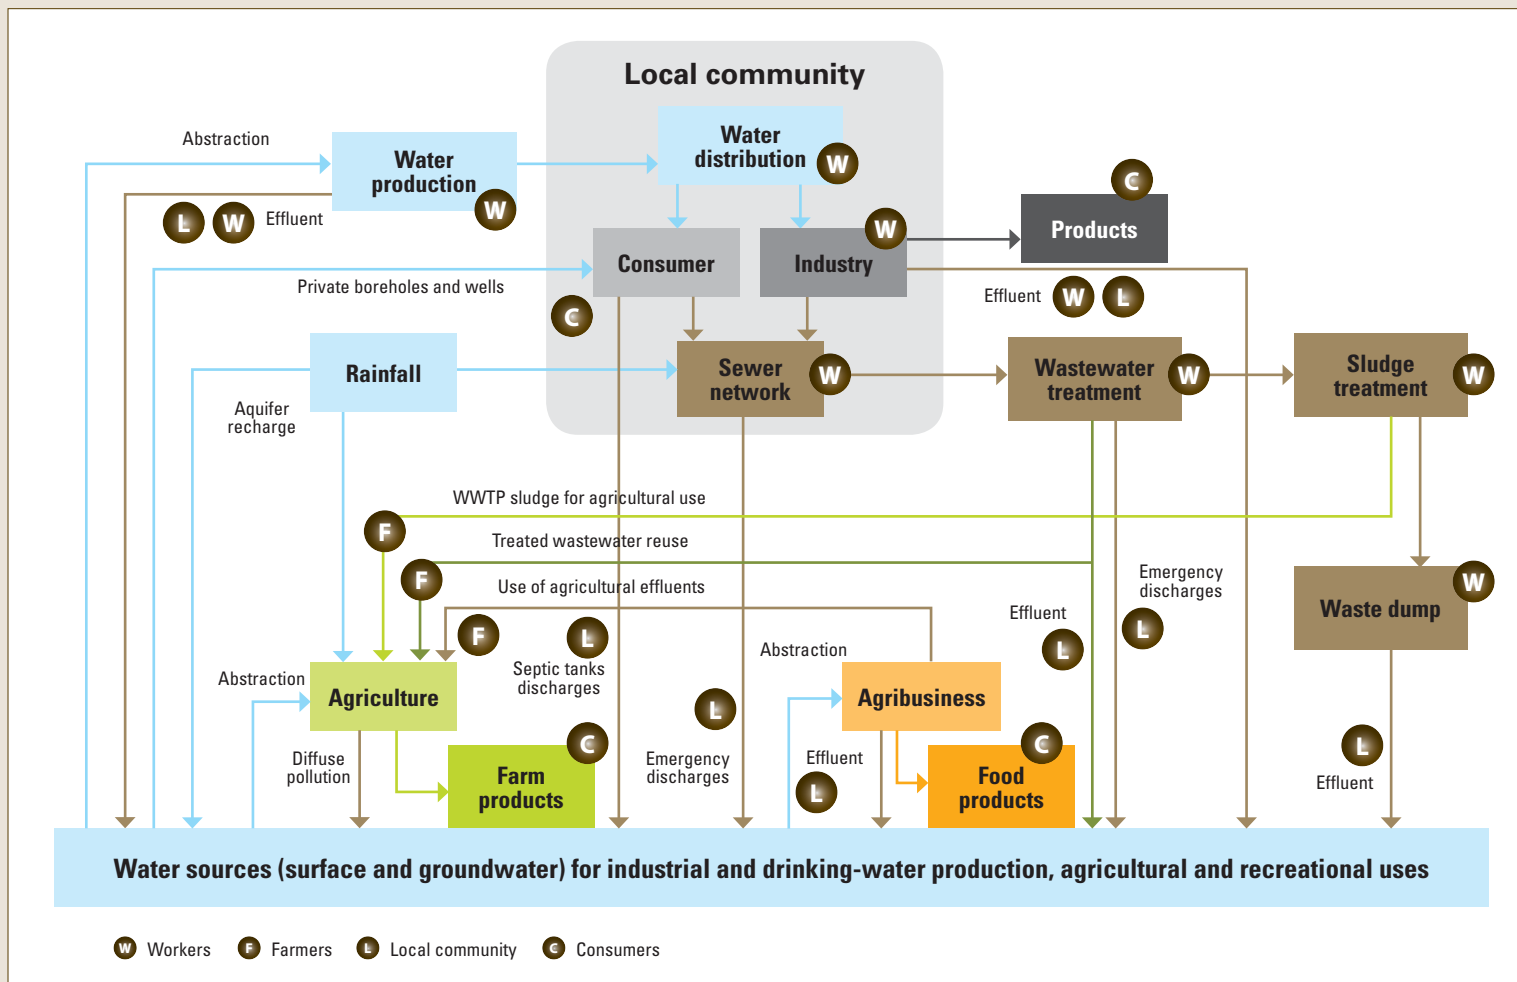 Local community
Abstraction
Water
production
W
Water
distribution
W
L
W
Effluent
C
Products
W
Consumer
Industry
Private boreholes and wells
C
Effluent
W
L
Rainfall
Sewer
network
W
Wastewater
treatment
W
Sludge
treatment
W
Aquifer
recharge
WWTP sludge for agricultural use
F
Treated wastewater reuse
F
Use of agricultural effluents
F
L
Septic tanks
discharges
Emergency
discharges
L
Effluent
L
Waste dump
W
Abstraction
Agriculture
Abstraction
Agribusiness
L
Emergency
discharges
Diffuse
pollution
Farm
products
C
Effluent
L
Food
products
C
L
Effluent
Water sources (surface and groundwater) for industrial and drinking-water production, agricultural and recreational uses
W Workers
F Farmers
L Local community
C Consumers